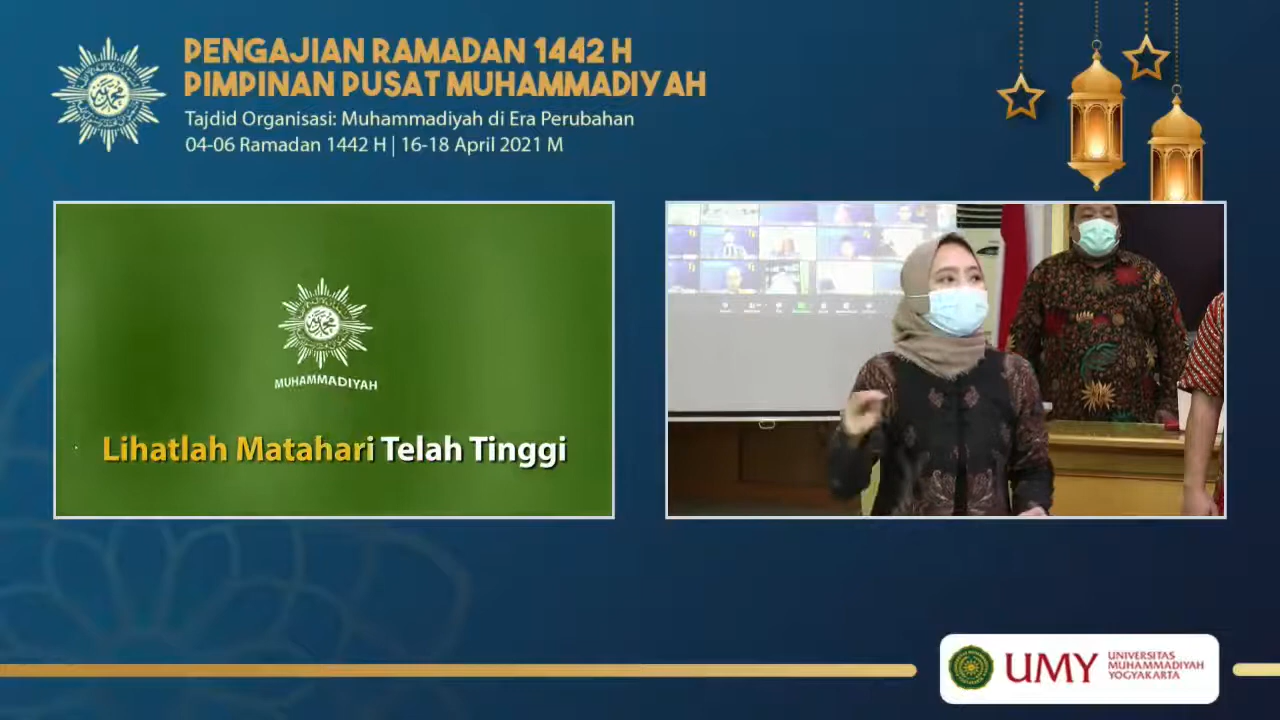 PENGAJIAN RAMADAN 1442 H
PIMPINAN PUSAT MUHAMMADIYAH
Tajdid Organisasi: Muhammadiyah di Era Perubahan
04-06 Ramadan 1442 H | 16-18 April 2021 M
MUHAMMADIYAH
Lihatlah Matahari Telah Tinggi
UMY
UNIVERSITAS
MUHAMMADIYAH
YOGYAKARTA